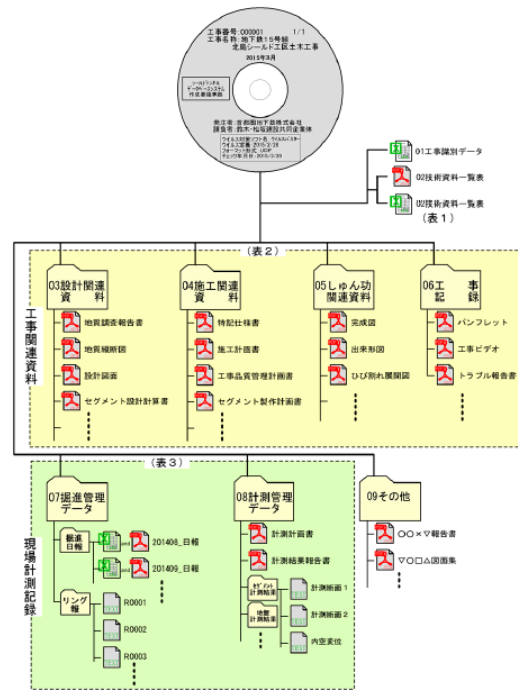 工事番号:000001 1/1
工事名称:地下鉄15号線
北島シールド工区土木工事
2015年3月
シールドトンネル
データベースシステム
作成要領準拠
発注者:首都圏地下鉄株式会社
請負者:鈴木・松坂建設共同企業体
ウイルス対策ソフト名:ウイルスバスター
ウイルス定義:2015/2/28
フォーマット形式:UDF
チェック年月日:2015/3/20
01工事識別データ
02技術資料一覧表
02技術資料一覧表
(表1)
(表2)
工事関連資料
03設計関連
資 料
04施工関連
資 料
05しゅん功
関連資料
06工 事
記 録
地質調査報告書
地質縦断図
設計図面
セグメント設計計算書
特記仕様書
施工計画書
工事品質管理計画書
セグメント製作計画書
完成図
出来形図
ひび割れ展開図
パンフレット
工事ビデオ
トラブル報告書
(表3)
現場計測記録
07掘進管理
データ
08計測管理
データ
09その他
掘進
日報
and
201408_日報
and
201409_日報
リング
報
R0001
R0002
R0003
計測計画書
計測結果報告書
セグメント
計測結果
計測断面1
地盤
計測結果
計測断面2
内空変位
○○×▽報告書
▽○□△図面集